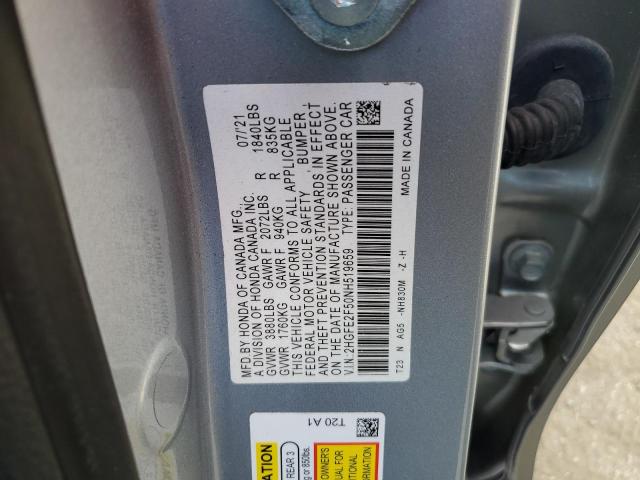 MFD.BY HONDA OF CANADA MFG. 07/'21
A DIVISION OF HONDA CANADA INC.
GVWR 3880LBS GAWR F 2072LBS R 1840LBS
GVWR 1760KG GAWR F 940KG R 835KG
THIS VEHICLE CONFORMS TO ALL APPLICABLE
FEDERAL MOTOR VEHICLE SAFETY, BUMPER,
AND THEFT PREVENTION STANDARDS IN EFFECT
ON THE DATE OF MANUFACTURE SHOWN ABOVE.
V.I.N.:2HGFE2F50NH519659 TYPE: PASSENGER CAR
T23 N AG5 -NH830M -Z -H MADE IN CANADA
T20 A1
REAR 3
or 850lbs.